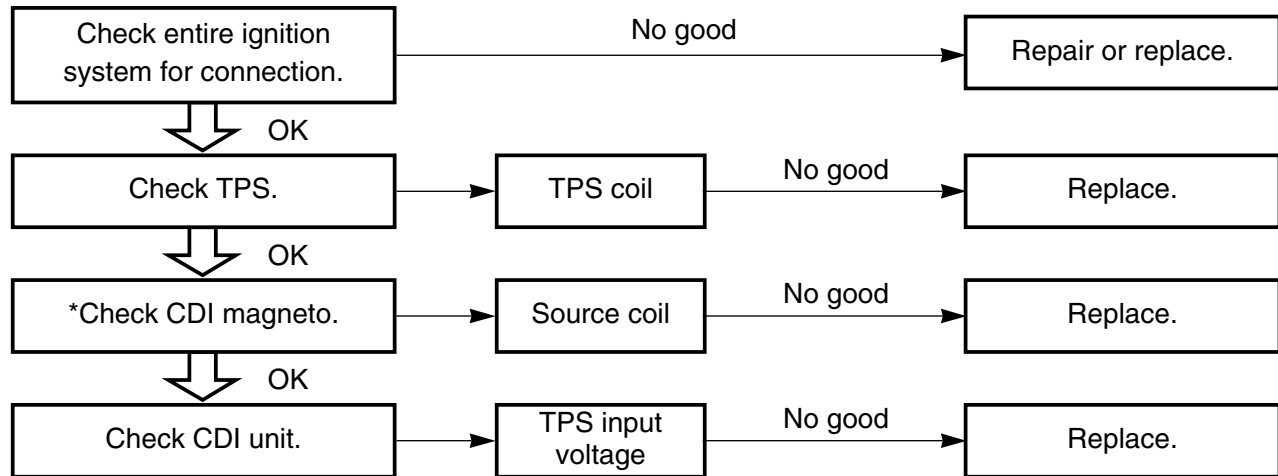 Check entire ignition
system for connection.
No good
Repair or replace.
OK
Check TPS.
TPS coil
No good
Replace.
OK
*Check CDI magneto.
Source coil
No good
Replace.
OK
Check CDI unit.
TPS input
voltage
No good
Replace.